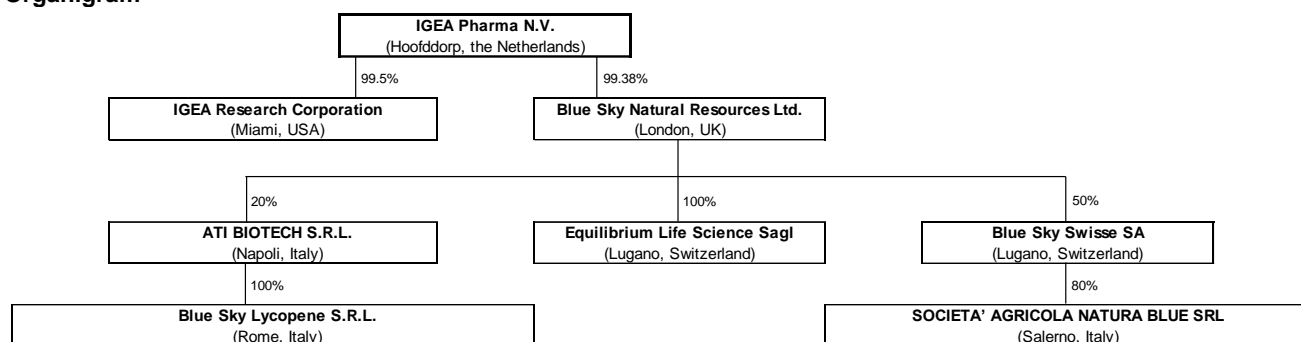 IGEA Pharma N.V.
(Hoofddorp, the Netherlands)
99.5%
99.38%
IGEA Research Corporation
(Miami, USA)
Blue Sky Natural Resources Ltd.
(London, UK)
20%
100%
50%
ATI BIOTECH S.R.L.
(Napoli, Italy)
Equilibrium Life Science Sagl
(Lugano, Switzerland)
Blue Sky Swisse SA
(Lugano, Switzerland)
100%
80%
Blue Sky Lycopene S.R.L.
(Rome, Italy)
SOCIETA' AGRICOLA NATURA BLUE SRL
(Salerno, Italy)